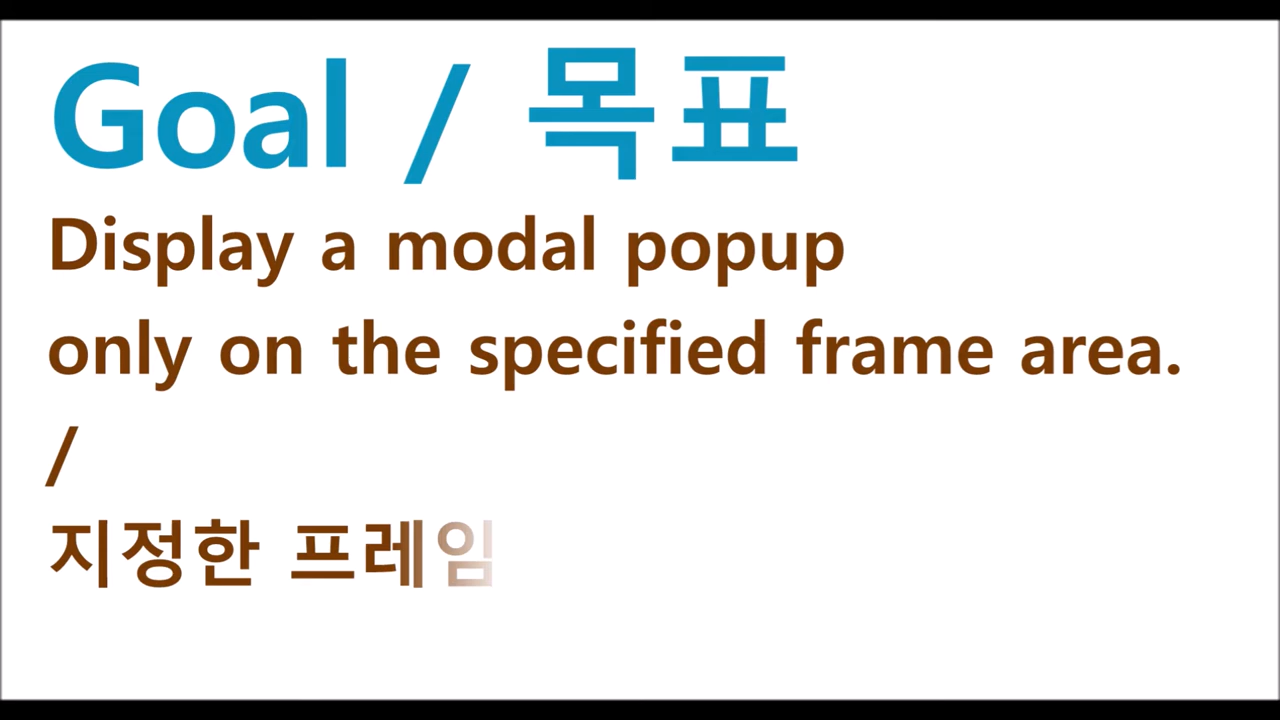 Goal / 목표
Display a modal popup
only on the specified frame area.
/
지정한 프레임